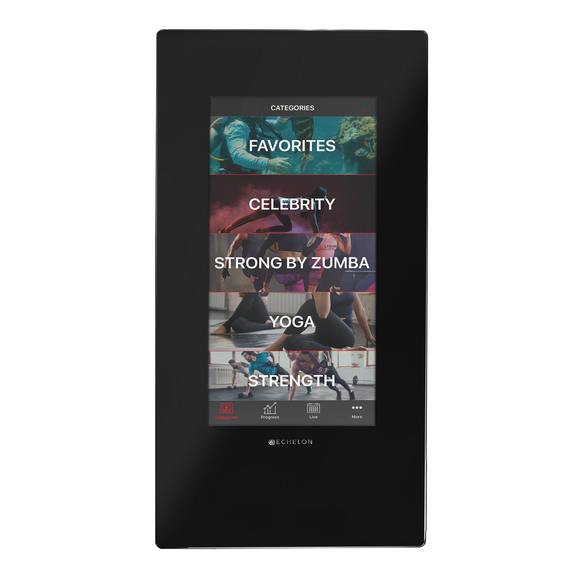 CATEGORIES
FAVORITES
CELEBRITY
STRONG BY ZUMBA
YOGA
STRENGTH
Progress
Live
More
ECHELON